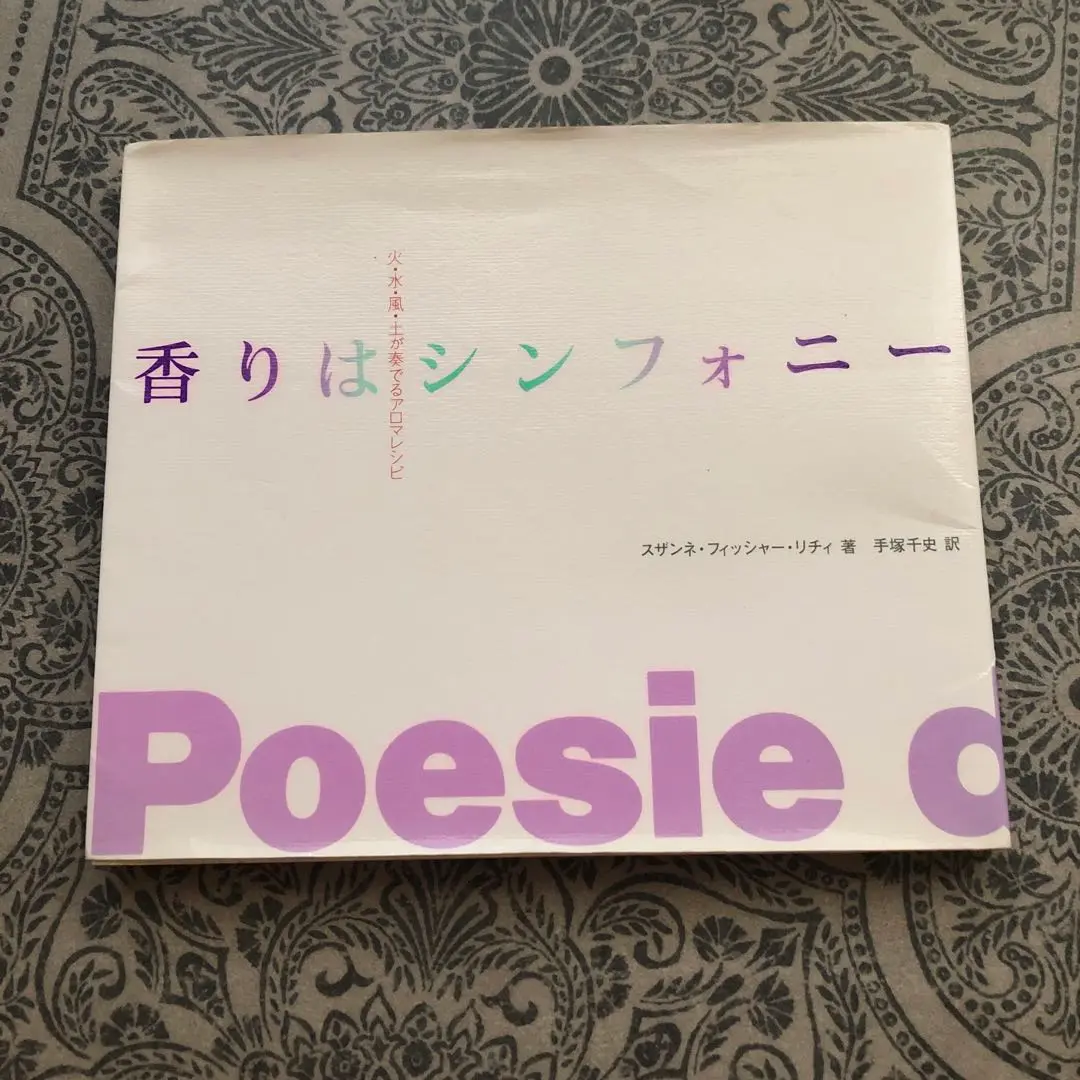 火・水・風・土が奏でるアロマレシピ
香りはシンフォニー
スザンネ・フィッシャー・リチィ 著　手塚千史 訳
Poesie d